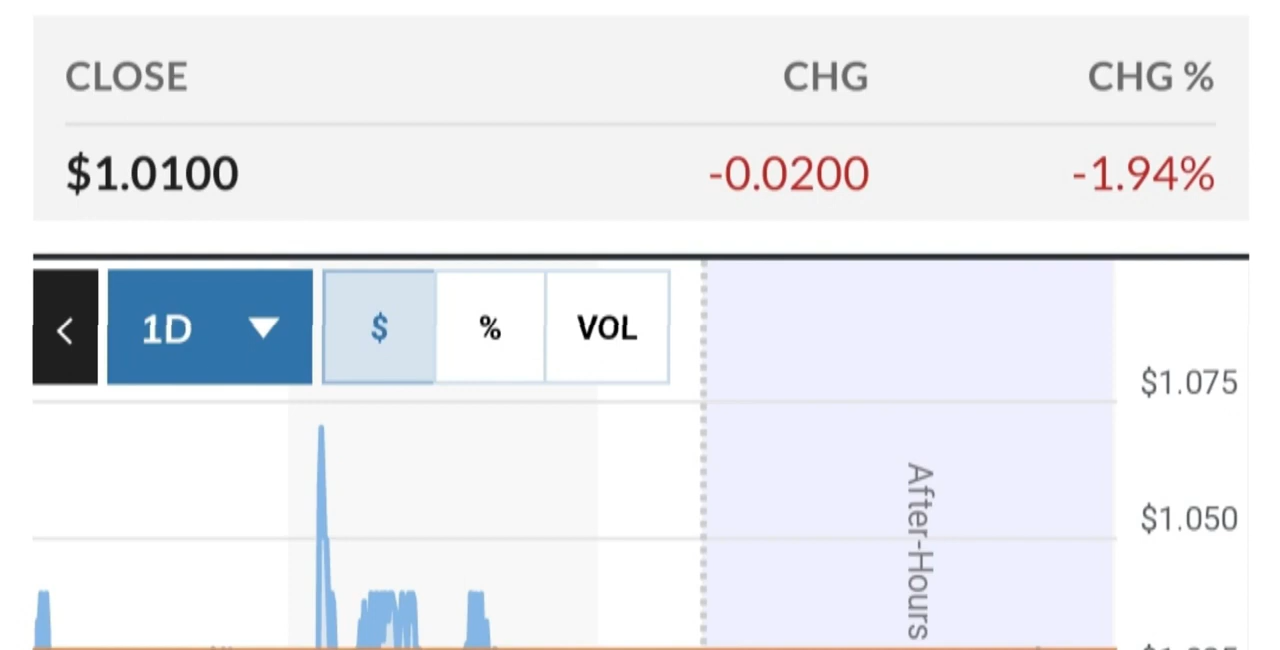 CLOSE CHG CHG %
$1.0100 -0.0200 -1.94%
1D $ % VOL
$1.075
$1.050
After-Hours